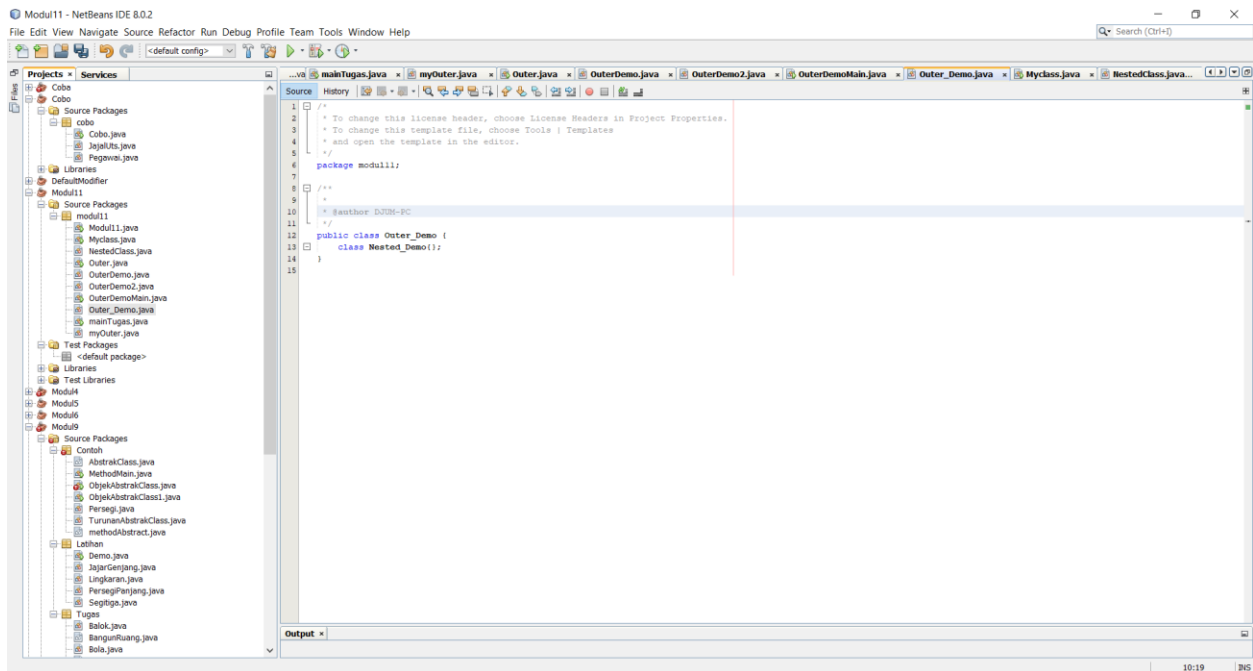 Modul11 - NetBeans IDE 8.0.2
File Edit View Navigate Source Refactor Run Debug Profile Team Tools Window Help
Search (Ctrl+I)
<default config>
Files
Projects
Services
Coba
Cobo
Source Packages
cobo
Cobo.java
JajalUts.java
Pegawai.java
Libraries
DefaultModifier
Modul11
Source Packages
modul11
Modul11.java
Myclass.java
NestedClass.java
Outer.java
OuterDemo.java
OuterDemo2.java
OuterDemoMain.java
Outer_Demo.java
mainTugas.java
myOuter.java
Test Packages
<default package>
Libraries
Test Libraries
Modul4
Modul5
Modul6
Modul9
Source Packages
Contoh
AbstrakClass.java
MethodMain.java
ObjekAbstrakClass.java
ObjekAbstrakClass1.java
Persegi.java
TurunanAbstrakClass.java
methodAbstract.java
Latihan
Demo.java
JajarGenjang.java
Lingkaran.java
PersegiPanjang.java
Segitiga.java
Tugas
Balok.java
BangunRuang.java
Bola.java
...va mainTugas.java myOuter.java Outer.java OuterDemo.java OuterDemo2.java OuterDemoMain.java Outer_Demo.java Myclass.java NestedClass.java...
Source History
1 /*
2 * To change this license header, choose License Headers in Project Properties.
3 * To change this template file, choose Tools | Templates
4 * and open the template in the editor.
5 */
6 package modul11;
7
8 /**
9 *
10 * @author DJUM-PC
11 */
12 public class Outer_Demo {
13 class Nested_Demo{};
14 }
15
Output
10:19 INS